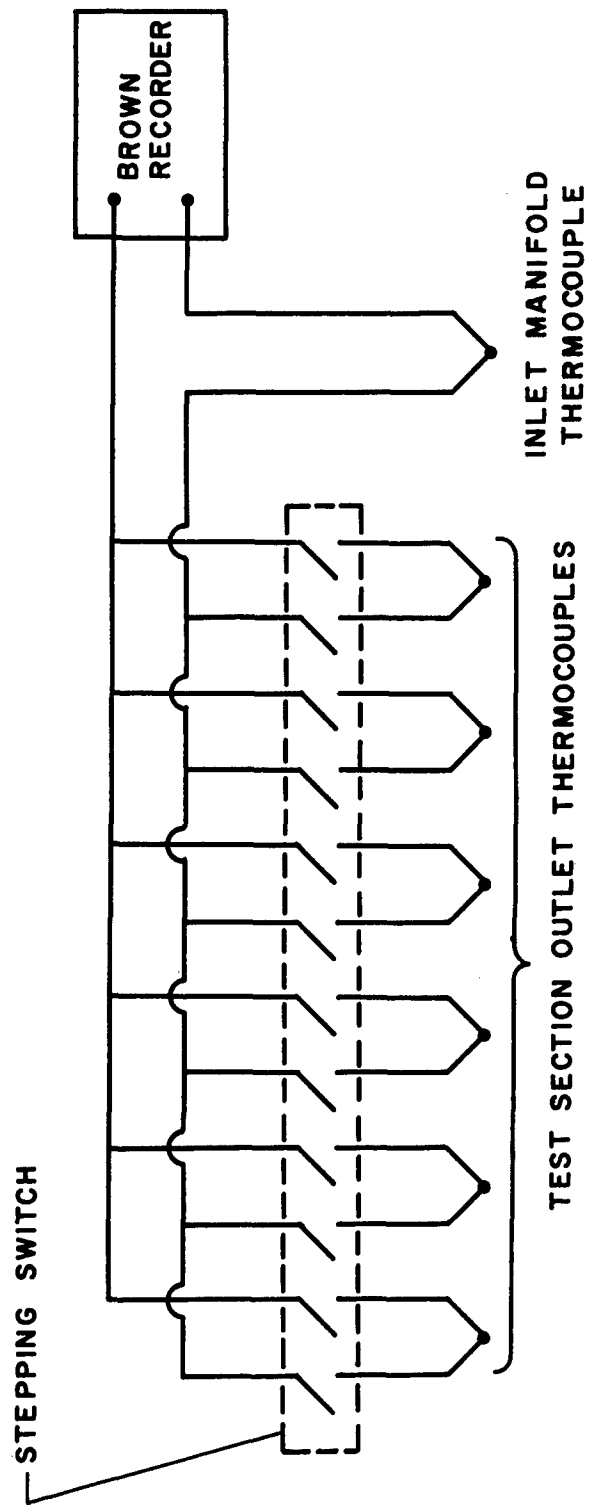 STEPPING SWITCH
BROWN
RECORDER
INLET MANIFOLD
THERMOCOUPLE
TEST SECTION OUTLET THERMOCOUPLES